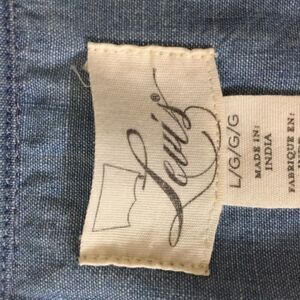 Levi's®
L/G/G/G
MADE IN:
INDIA
FABRIQUE EN: